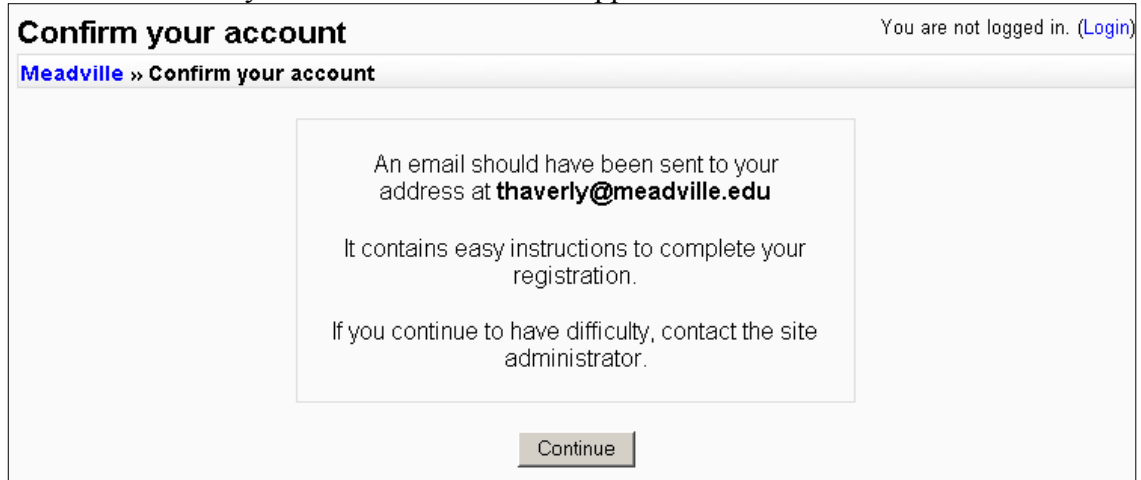 Confirm your account
You are not logged in. (Login)
Meadville » Confirm your account
An email should have been sent to your
address at thaverly@meadville.edu
It contains easy instructions to complete your
registration.
If you continue to have difficulty, contact the site
administrator.
Continue